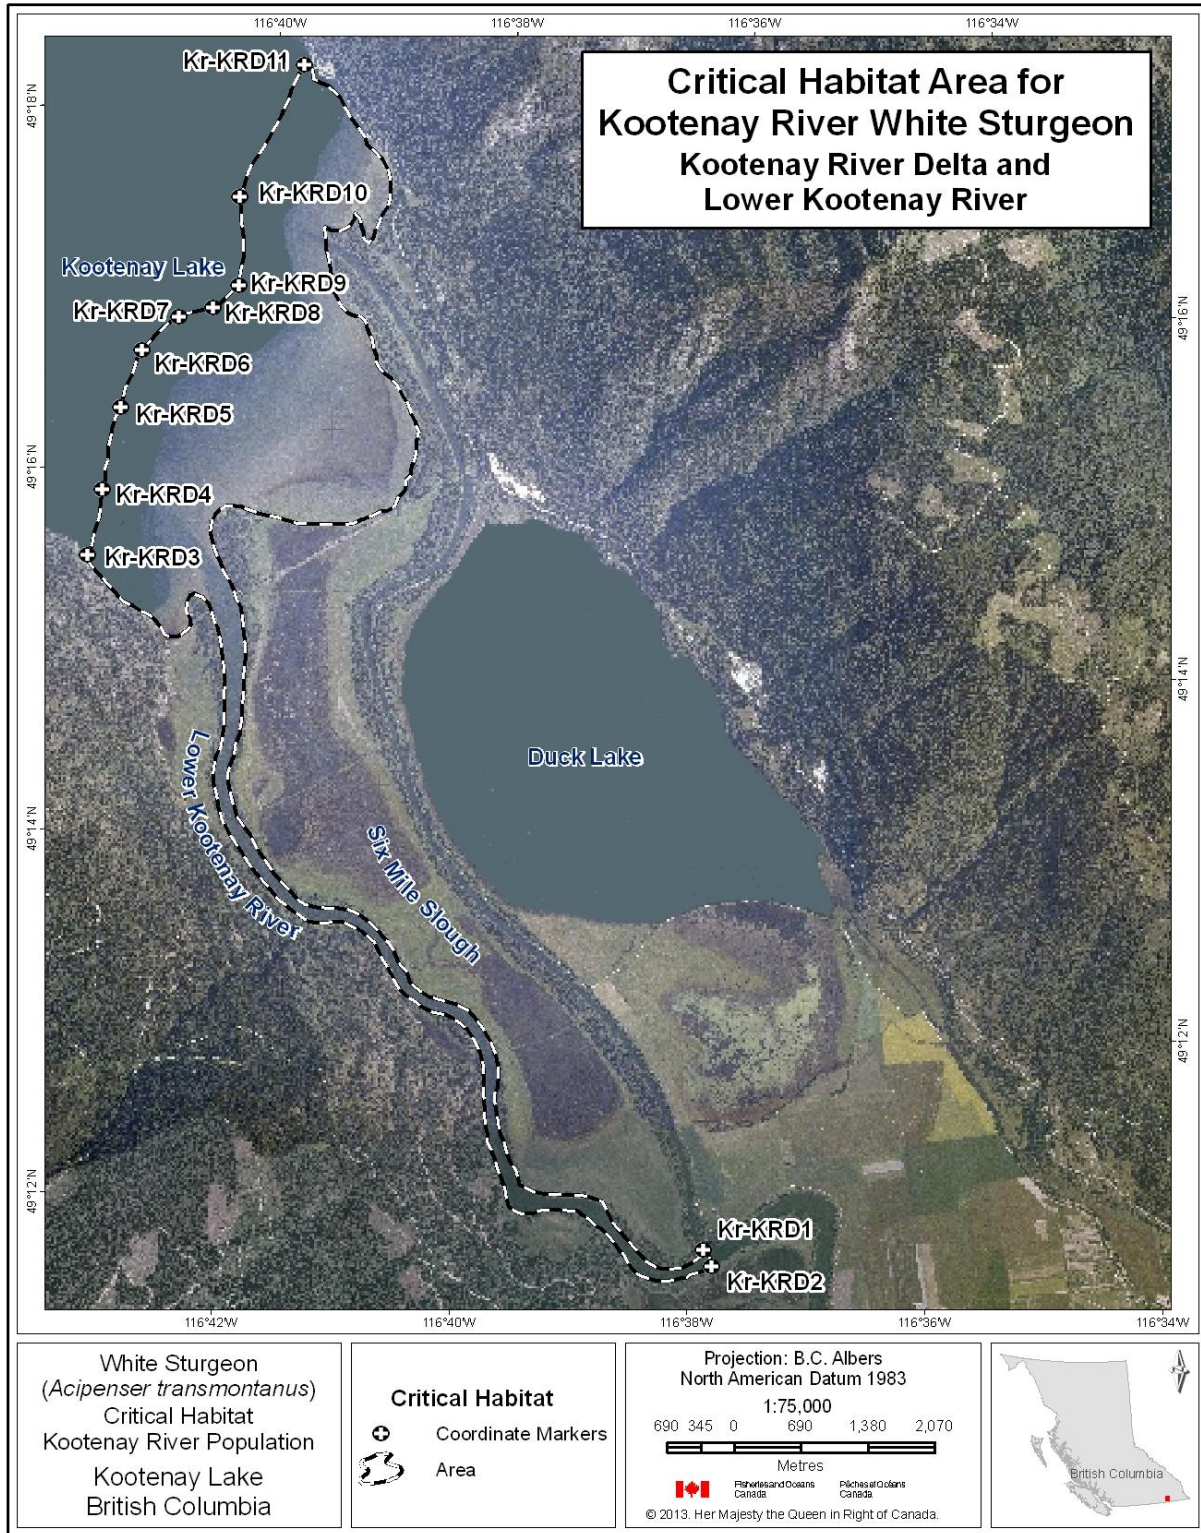 116°40'W 116°38'W 116°36'W 116°34'W
Kr-KRD11
Critical Habitat Area for
Kootenay River White Sturgeon
Kootenay River Delta and
Lower Kootenay River
49°18'N
Kr-KRD10
Kootenay Lake
Kr-KRD9
Kr-KRD7
Kr-KRD8
49°16'N
Kr-KRD6
Kr-KRD5
49°16'N
Kr-KRD4
Kr-KRD3
49°14'N
Duck Lake
Lower Kootenay River
49°14'N
Six Mile Slough
49°12'N
49°12'N
Kr-KRD1
Kr-KRD2
116°42'W 116°40'W 116°38'W 116°36'W 116°34'W
White Sturgeon
(Acipenser transmontanus)
Critical Habitat
Kootenay River Population
Kootenay Lake
British Columbia
Critical Habitat
Coordinate Markers
Area
Projection: B.C. Albers
North American Datum 1983
1:75,000
690 345 0 690 1,380 2,070
Metres
Fisheries and Oceans
Canada
Pêches et Océans
Canada
© 2013. Her Majesty the Queen in Right of Canada.
British Columbia